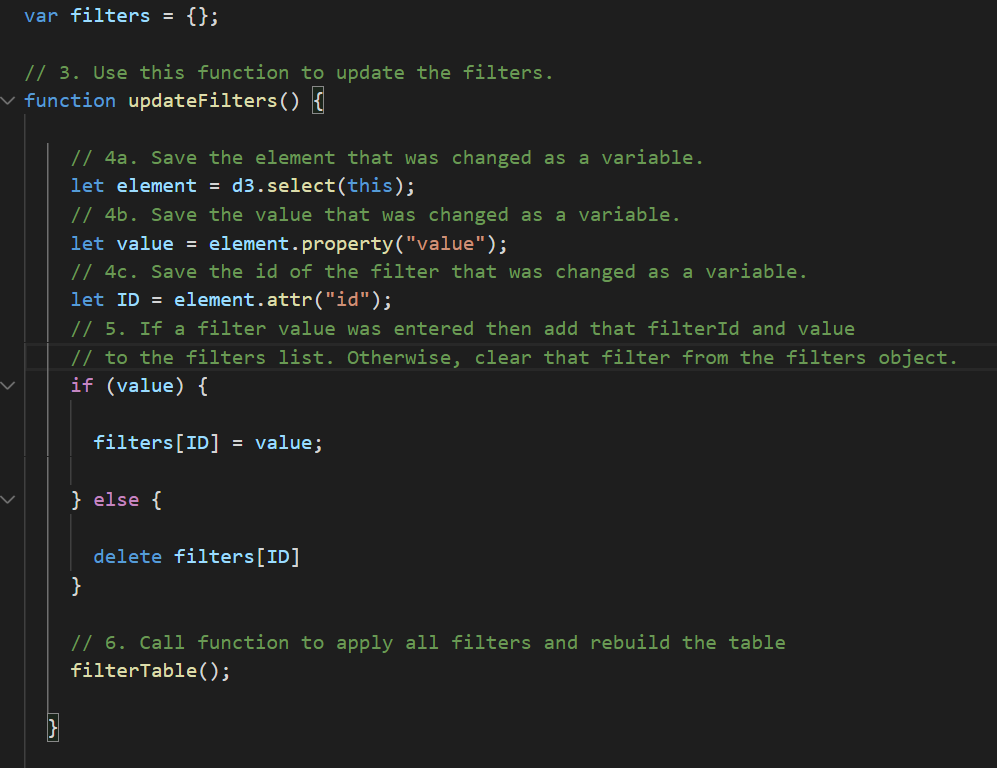 var filters = {};
// 3. Use this function to update the filters.
function updateFilters() {
// 4a. Save the element that was changed as a variable.
let element = d3.select(this);
// 4b. Save the value that was changed as a variable.
let value = element.property("value");
// 4c. Save the id of the filter that was changed as a variable.
let ID = element.attr("id");
// 5. If a filter value was entered then add that filterId and value
// to the filters list. Otherwise, clear that filter from the filters object.
if (value) {
filters[ID] = value;
} else {
delete filters[ID]
}
// 6. Call function to apply all filters and rebuild the table
filterTable();
}